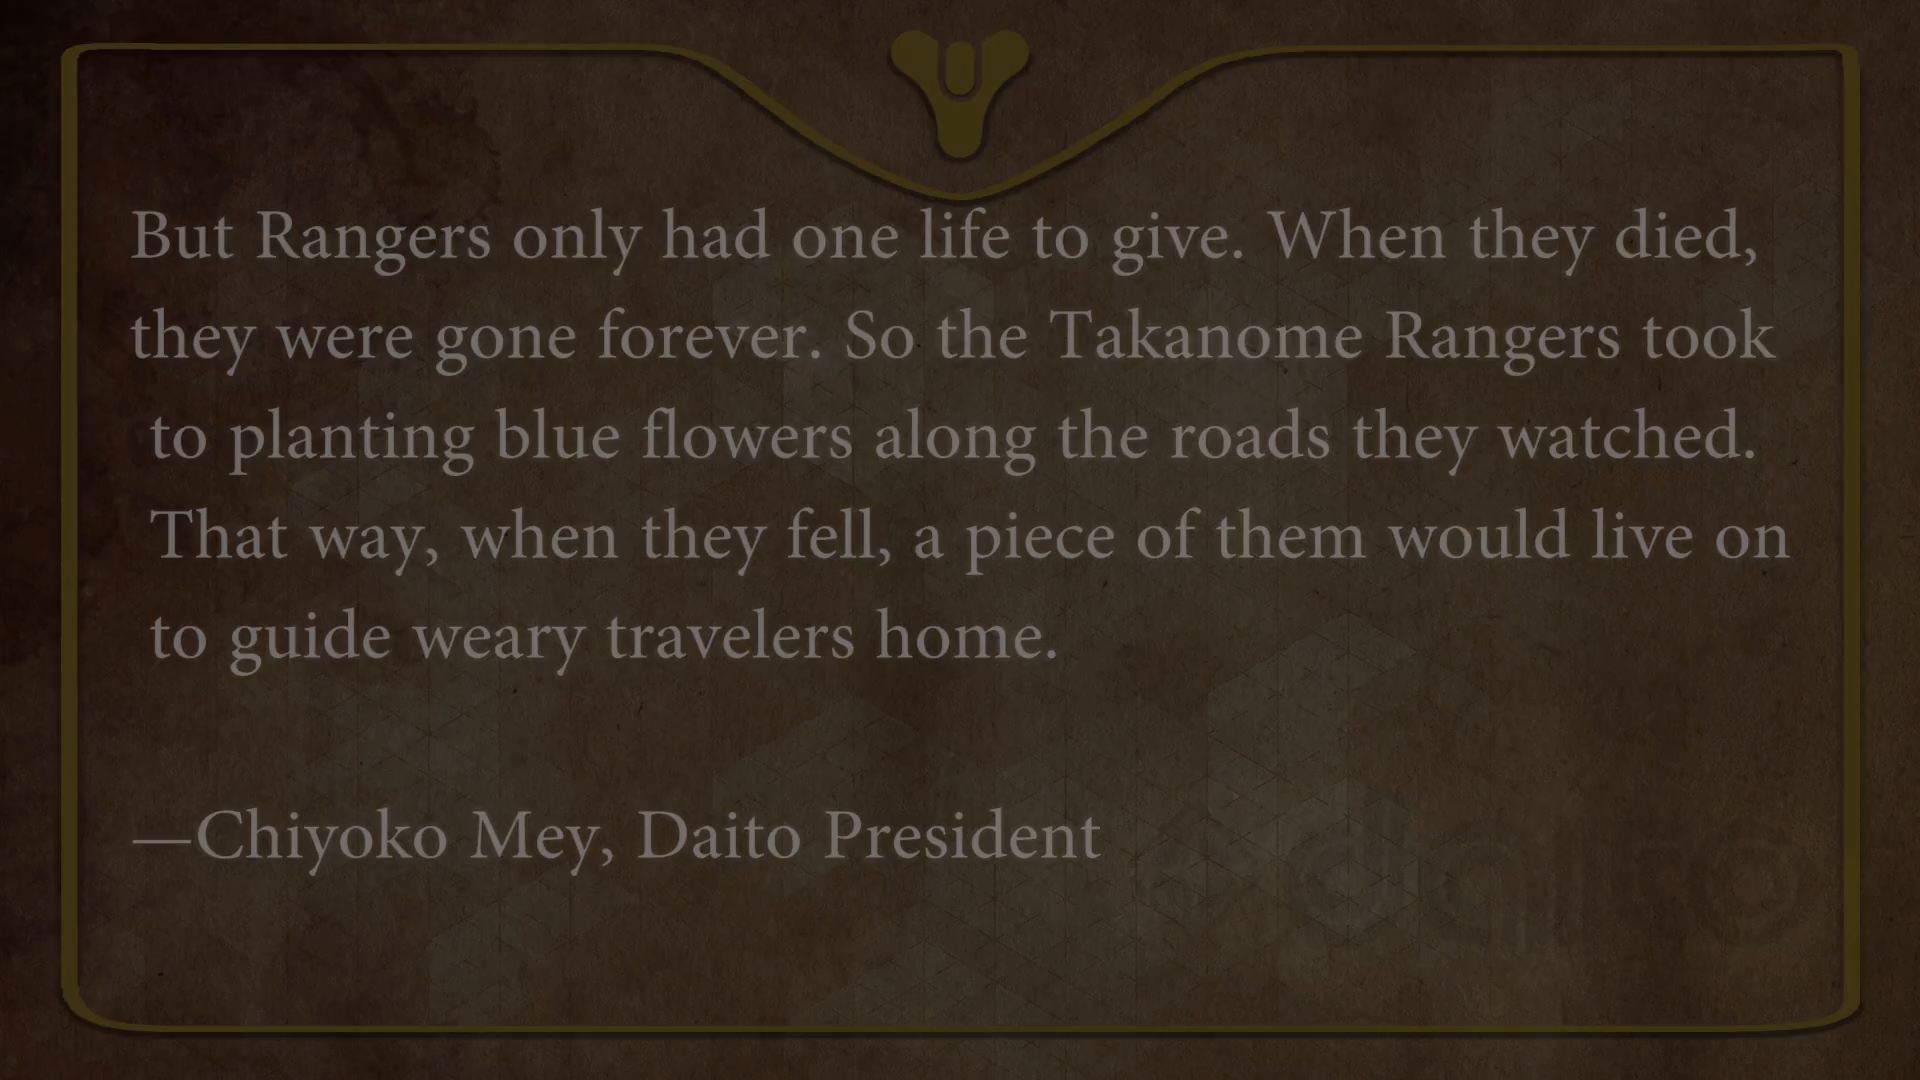 But Rangers only had one life to give. When they died,
they were gone forever. So the Takanome Rangers took
to planting blue flowers along the roads they watched.
That way, when they fell, a piece of them would live on
to guide weary travelers home.
—Chiyoko Mey, Daito President
daito